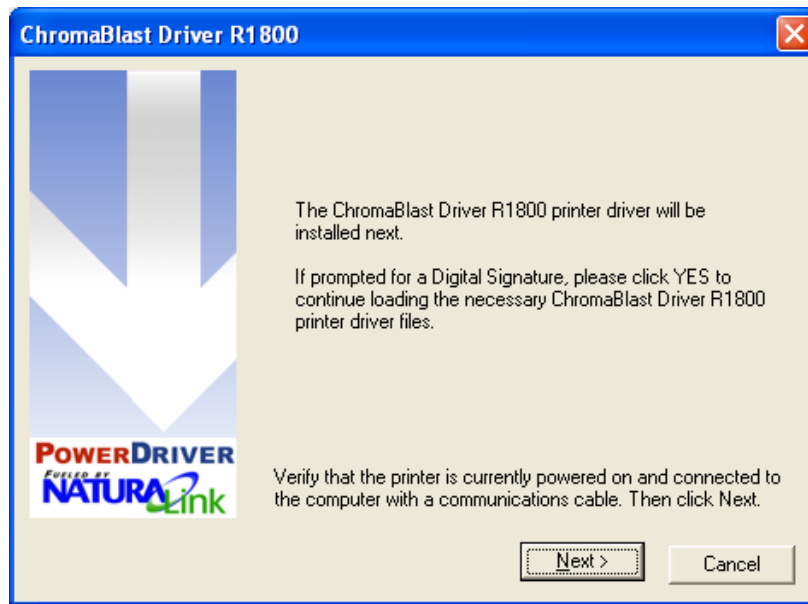 ChromaBlast Driver R1800
The ChromaBlast Driver R1800 printer driver will be
installed next.
If prompted for a Digital Signature, please click YES to
continue loading the necessary ChromaBlast Driver R1800
printer driver files.
POWERDRIVER
FUELED BY
NATURALink
Verify that the printer is currently powered on and connected to
the computer with a communications cable. Then click Next.
Next >
Cancel